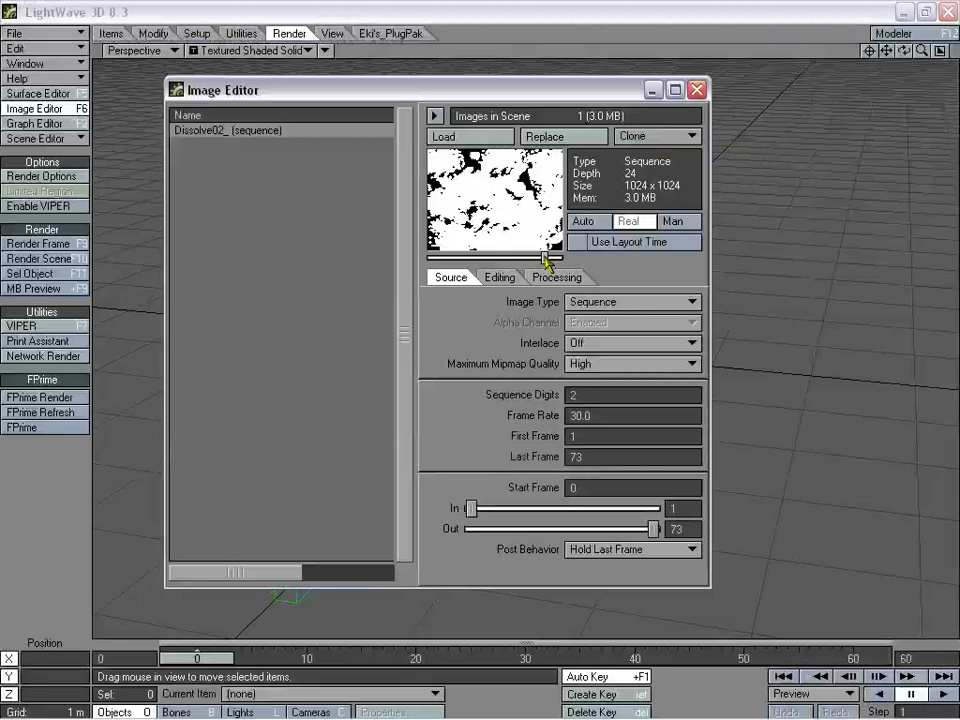 LightWave 3D 8.3
File Items Modify Setup Utilities Render View Eki's_PlugPak Modeler F12
Edit Perspective Textured Shaded Solid
Window
Help
Surface Editor
Image Editor F6
Graph Editor
Scene Editor
Options
Render Options
Limited Region
Enable VIPER
Render
Render Frame F9
Render Scene F10
Sel Object F11
MB Preview +F9
Utilities
VIPER F7
Print Assistant
Network Render
FPrime
FPrime Render
FPrime Refresh
FPrime
Image Editor
Name
Dissolve02_ (sequence)
Images in Scene 1 (3.0 MB)
Load Replace Clone
Type Sequence
Depth 24
Size 1024 x 1024
Mem: 3.0 MB
Auto Real Man
Use Layout Time
Source Editing Processing
Image Type Sequence
Alpha Channel Enabled
Interlace Off
Maximum Mipmap Quality High
Sequence Digits 2
Frame Rate 30.0
First Frame 1
Last Frame 73
Start Frame 0
In 1
Out 73
Post Behavior Hold Last Frame
Position
X 0 0 10 20 30 40 50 60 60
Y Drag mouse in view to move selected items. Auto Key +F1
Z Sel: 0 Current Item (none) Create Key ret Preview
Grid: 1 m Objects O Bones B Lights L Cameras C Properties Delete Key Del Undo Redo Step 1